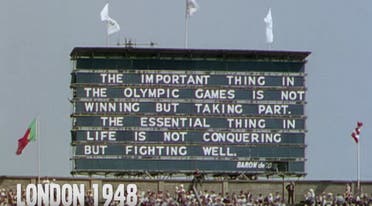 THE IMPORTANT THING IN
THE OLYMPIC GAMES IS NOT
WINNING BUT TAKING PART.
THE ESSENTIAL THING IN
LIFE IS NOT CONQUERING
BUT FIGHTING WELL.
BARON de
LONDON 1948